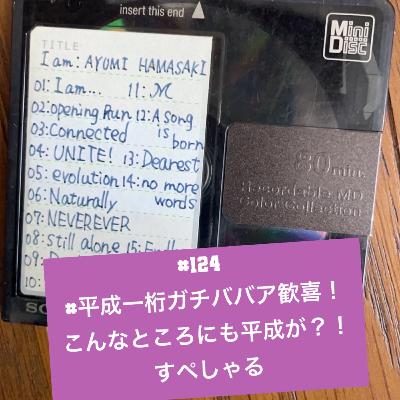 insert this end
Mini Disc
TITLE
I am: AYUMI HAMASAKI
01: I am... 11: M
02: opening Run 12: A Song is born
03: Connected
04: UNITE! 13: Dearest
05: evolution 14: no more words
06: Naturally
07: NEVEREVER
08: still alone 15:
09:
10:
80min.
Recordable MD
Color Collection
#124
#平成一桁ガチババア歓喜！
こんなところにも平成が？！
すぺしゃる